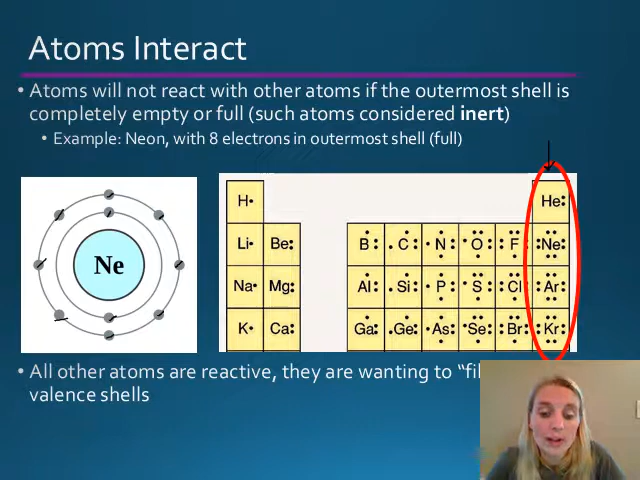 Atoms Interact
• Atoms will not react with other atoms if the outermost shell is
completely empty or full (such atoms considered inert)
• Example: Neon, with 8 electrons in outermost shell (full)
Ne
H He
Li Be B C N O F Ne
Na Mg Al Si P S Cl Ar
K Ca Ga Ge As Se Br Kr
• All other atoms are reactive, they are wanting to “fil
valence shells